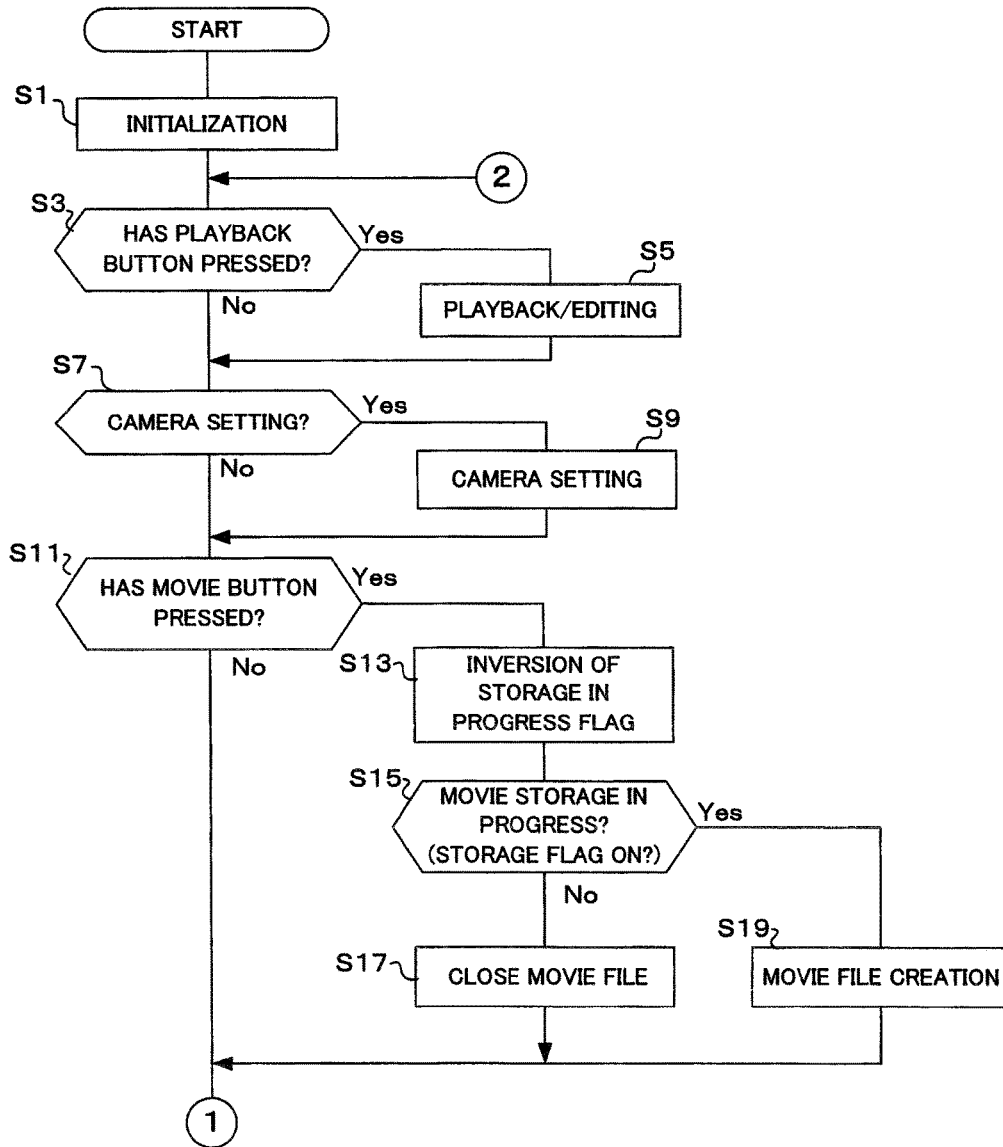 START
S1
INITIALIZATION
2
S3
HAS PLAYBACK
BUTTON PRESSED?
Yes
No
S5
PLAYBACK/EDITING
S7
CAMERA SETTING?
Yes
No
S9
CAMERA SETTING
S11
HAS MOVIE BUTTON
PRESSED?
Yes
No
S13
INVERSION OF
STORAGE IN
PROGRESS FLAG
S15
MOVIE STORAGE IN
PROGRESS?
(STORAGE FLAG ON?)
Yes
No
S17
CLOSE MOVIE FILE
S19
MOVIE FILE CREATION
1